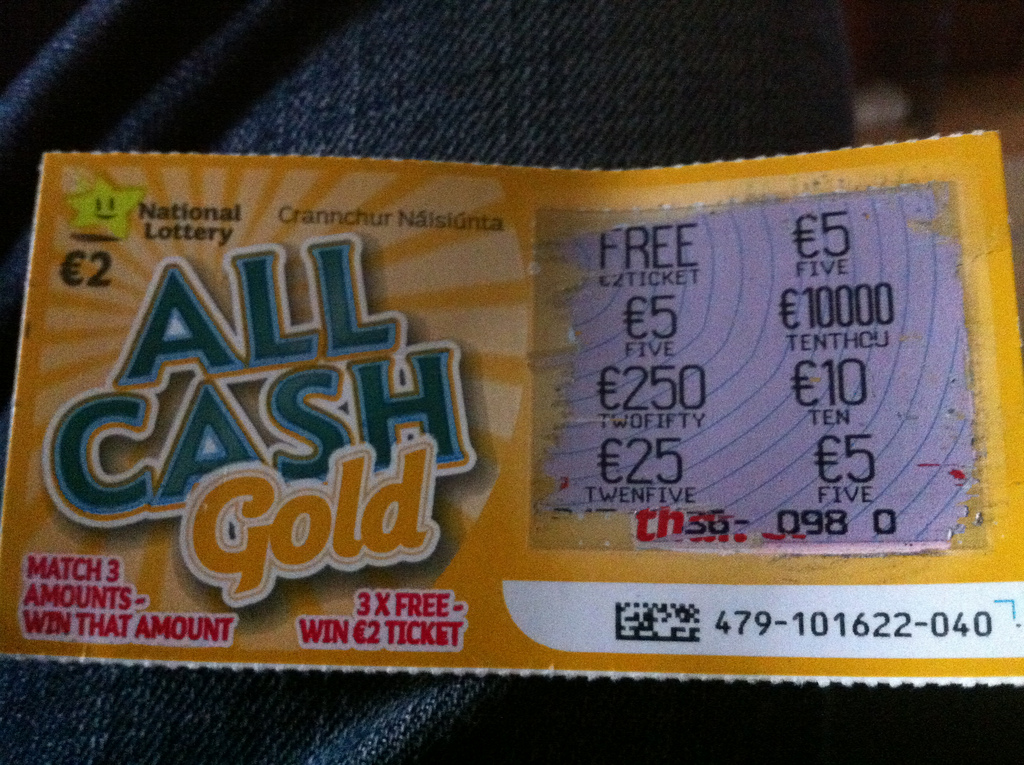 National
Lottery
Crannchur Náisiúnta
€2
ALL
CASH
Gold
MATCH 3
AMOUNTS-
WIN THAT AMOUNT
3 X FREE-
WIN €2 TICKET
FREE €5
€2TICKET FIVE
€5 €10000
FIVE TENTHOU
€250 €10
TWOFIFTY TEN
€25 €5
TWENFIVE FIVE
098 0
479-101622-040